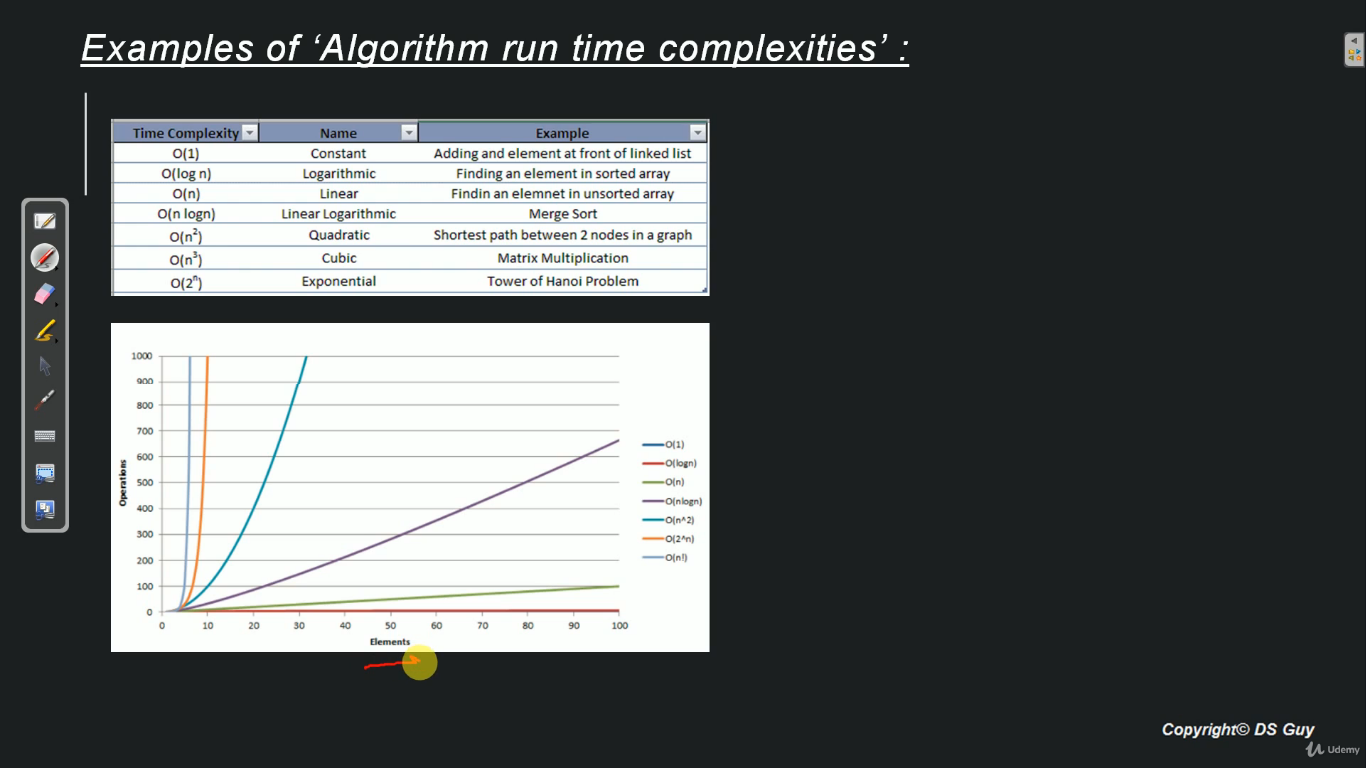 Examples of ‘Algorithm run time complexities’ :
Time Complexity Name Example
O(1) Constant Adding and element at front of linked list
O(log n) Logarithmic Finding an element in sorted array
O(n) Linear Findin an elemnet in unsorted array
O(n logn) Linear Logarithmic Merge Sort
O(n²) Quadratic Shortest path between 2 nodes in a graph
O(n³) Cubic Matrix Multiplication
O(2ⁿ) Exponential Tower of Hanoi Problem
1000
900
800
700
600
500
400
300
200
100
0
Operations
0 10 20 30 40 50 60 70 80 90 100
Elements
O(1)
O(logn)
O(n)
O(nlogn)
O(n^2)
O(2^n)
O(n!)
Copyright© DS Guy
Udemy